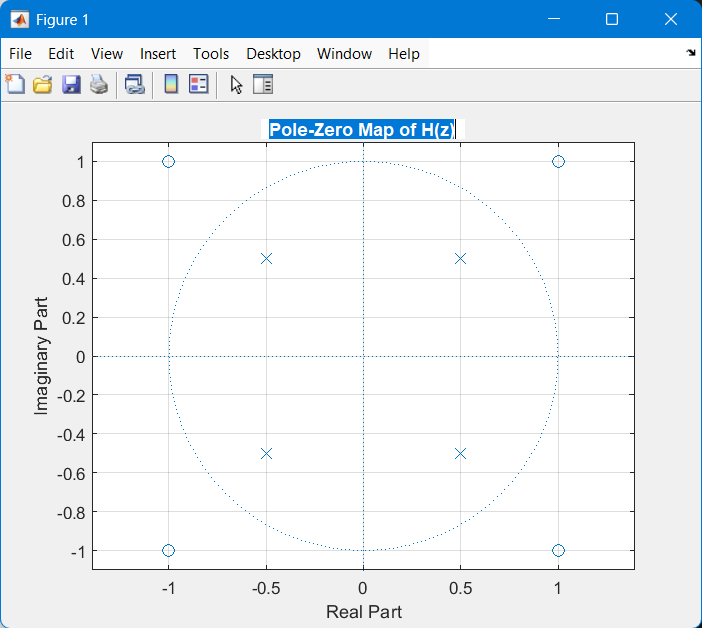 Figure 1
File Edit View Insert Tools Desktop Window Help
Pole-Zero Map of H(z)
1
0.8
0.6
0.4
0.2
0
-0.2
-0.4
-0.6
-0.8
-1
Imaginary Part
-1 -0.5 0 0.5 1
Real Part